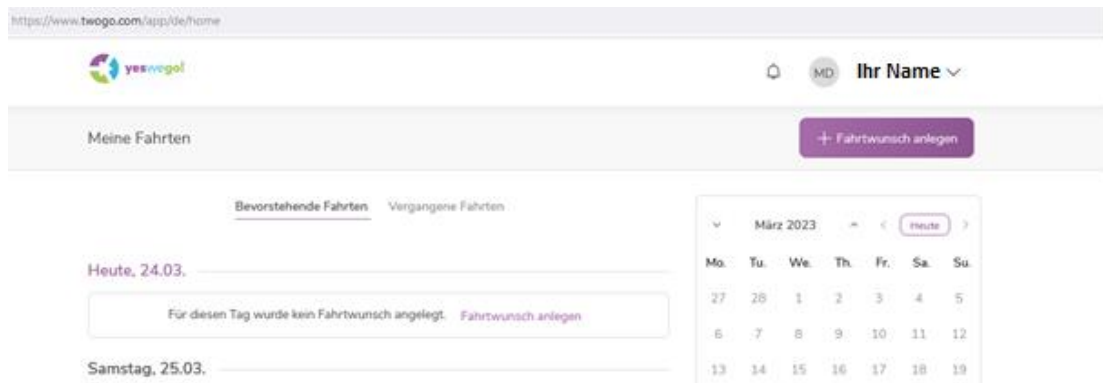 https://www.twogo.com/app/de/home
yeswego!
MD Ihr Name
Meine Fahrten
+ Fahrtwunsch anlegen
Bevorstehende Fahrten Vergangene Fahrten
Heute, 24.03.
Für diesen Tag wurde kein Fahrtwunsch angelegt. Fahrtwunsch anlegen
Samstag, 25.03.
März 2023 Heute
Mo. Tu. We. Th. Fr. Sa. Su.
27 28 1 2 3 4 5
6 7 8 9 10 11 12
13 14 15 16 17 18 19